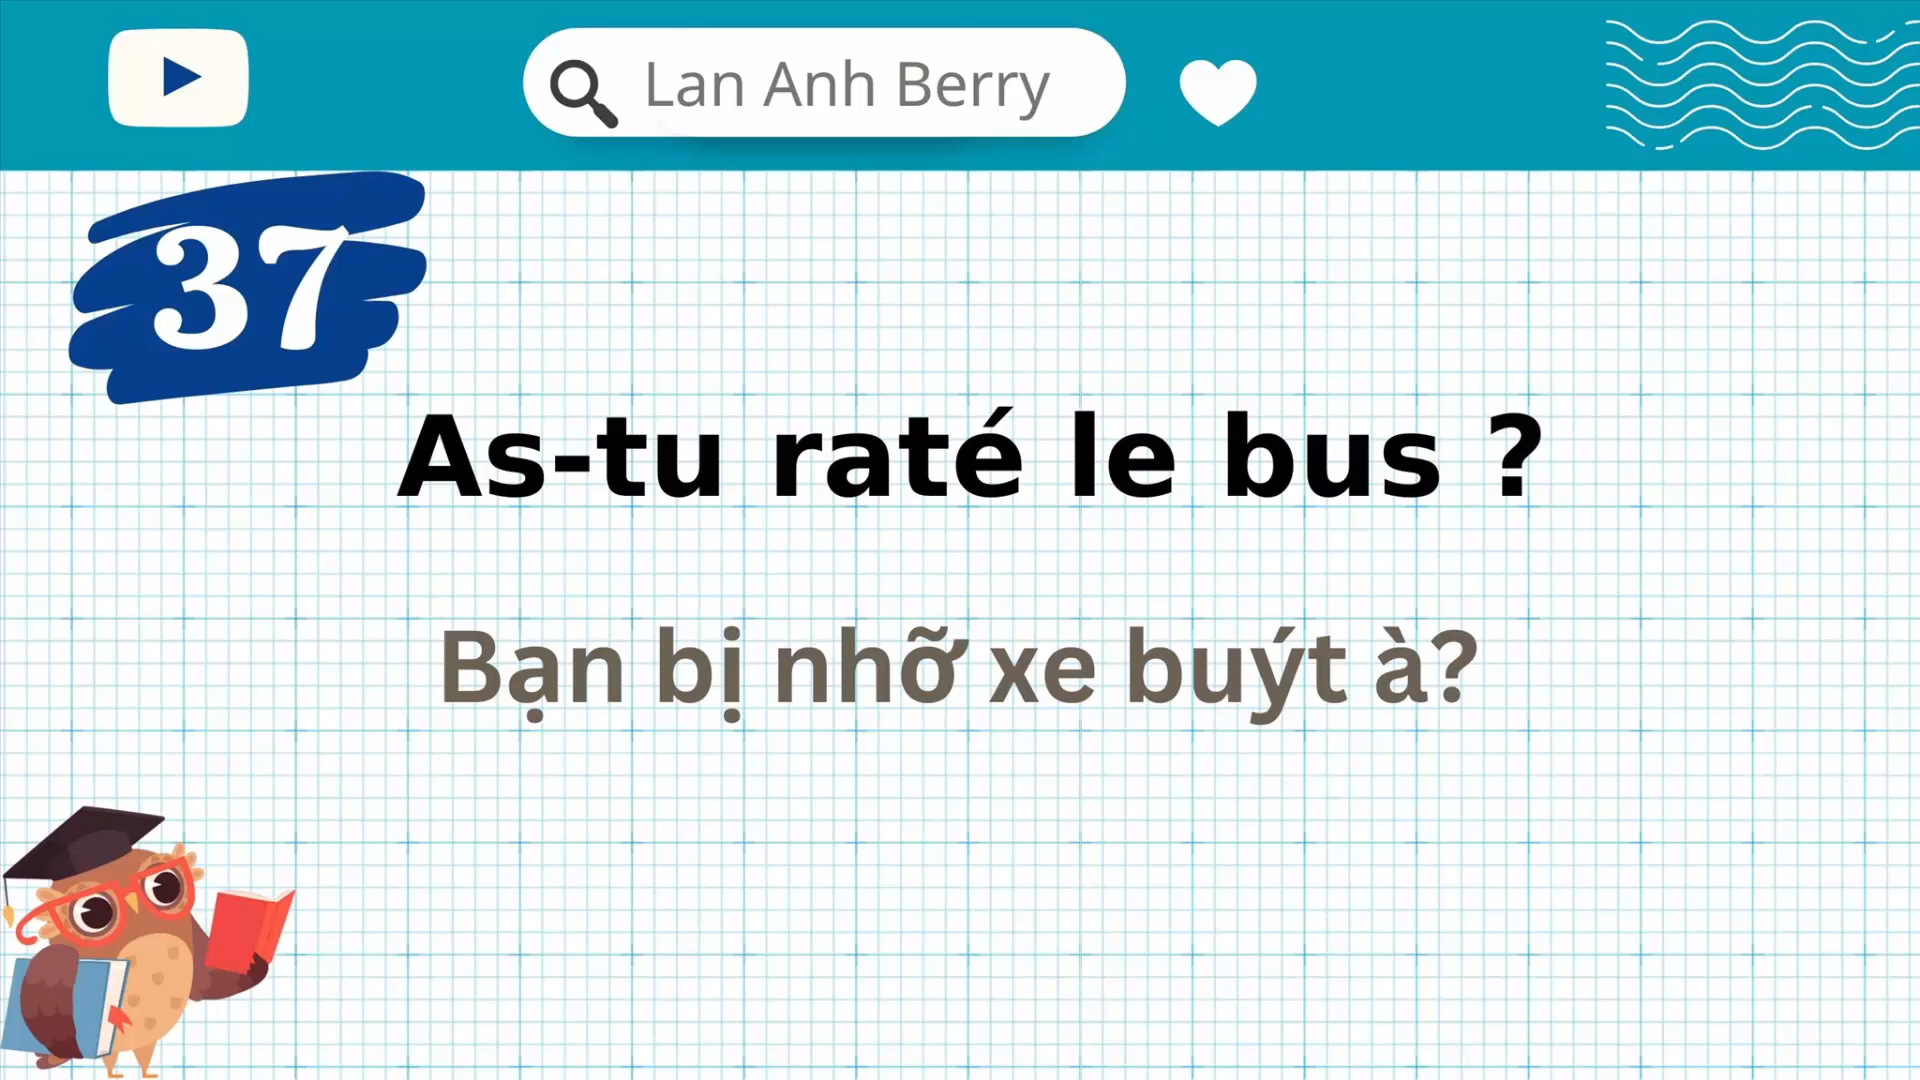 Lan Anh Berry
37
As-tu raté le bus ?
Bạn bị nhỡ xe buýt à?